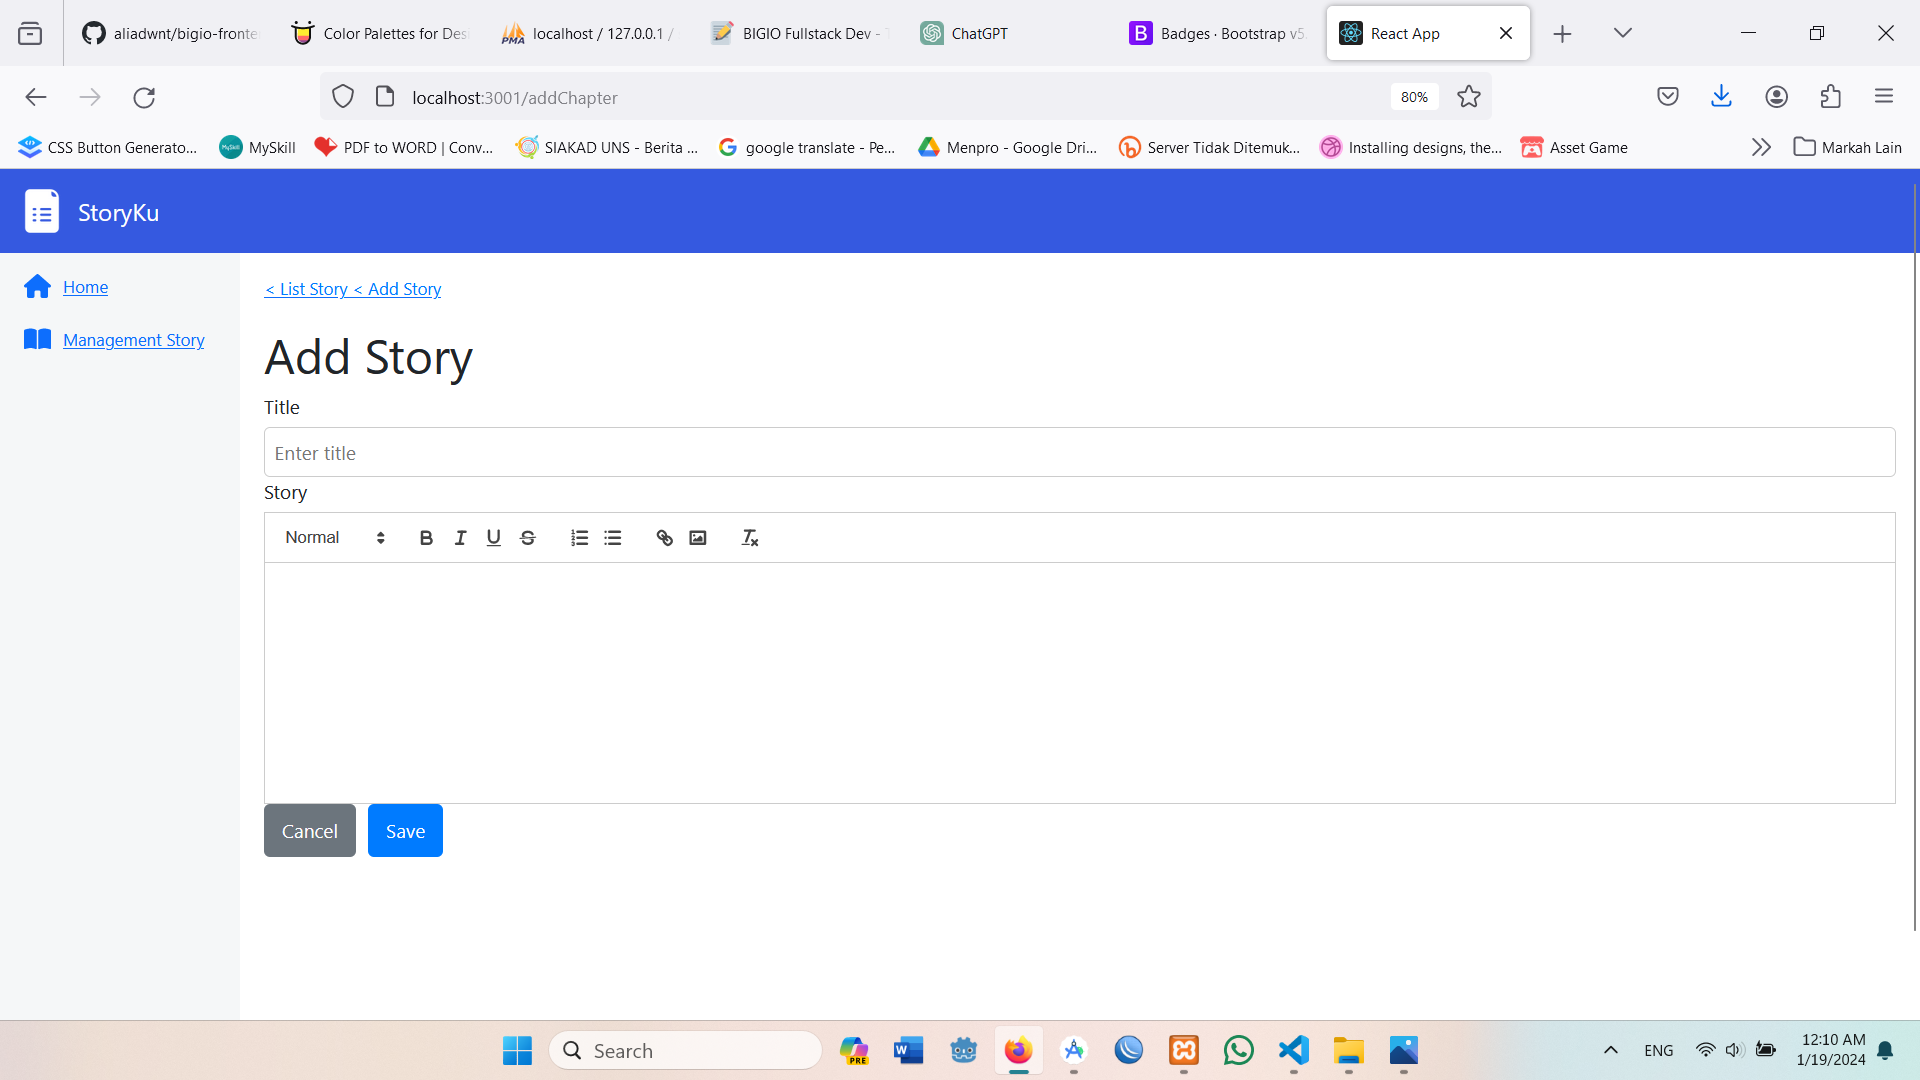 aliadwnt/bigio-fronte
Color Palettes for Des
localhost / 127.0.0.1 /
BIGIO Fullstack Dev - T
ChatGPT
Badges · Bootstrap v5.
React App
localhost:3001/addChapter
80%
CSS Button Generato...
MySkill
PDF to WORD | Conv...
SIAKAD UNS - Berita ...
google translate - Pe...
Menpro - Google Dri...
Server Tidak Ditemuk...
Installing designs, the...
Asset Game
Markah Lain
StoryKu
Home
Management Story
< List Story < Add Story
Add Story
Title
Enter title
Story
Normal
Cancel
Save
Search
ENG
12:10 AM
1/19/2024